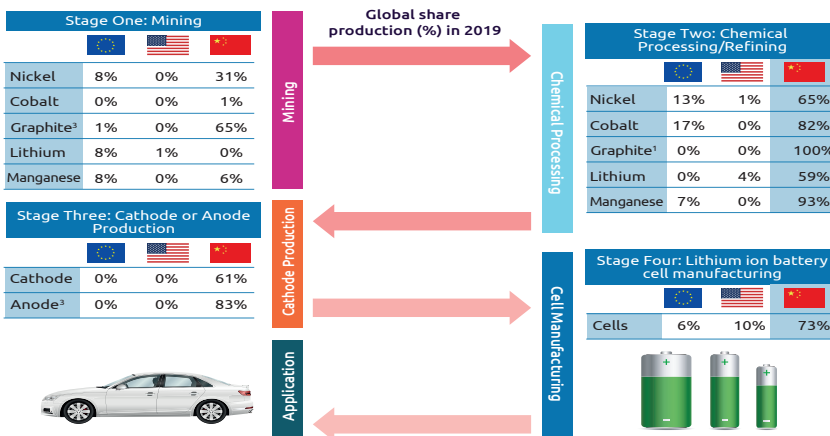 Stage One: Mining
Nickel 8% 0% 31%
Cobalt 0% 0% 1%
Graphite³ 1% 0% 65%
Lithium 8% 1% 0%
Manganese 8% 0% 6%
Mining
Global share
production (%) in 2019
Chemical Processing
Stage Two: Chemical
Processing/Refining
Nickel 13% 1% 65%
Cobalt 17% 0% 82%
Graphite¹ 0% 0% 100%
Lithium 0% 4% 59%
Manganese 7% 0% 93%
Stage Three: Cathode or Anode
Production
Cathode 0% 0% 61%
Anode³ 0% 0% 83%
Cathode Production
Cell Manufacturing
Stage Four: Lithium ion battery
cell manufacturing
Cells 6% 10% 73%
Application
+ + +
– – –